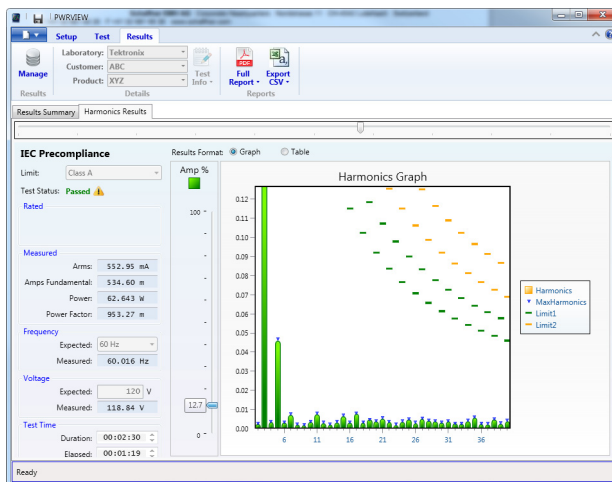 PWRVIEW
Setup Test Results
Manage
Results
Laboratory: Tektronix
Customer: ABC
Product: XYZ
Details
Test Info
Full Report
Export CSV
Reports
Results Summary Harmonics Results
IEC Precompliance
Results Format: Graph Table
Limit: Class A
Test Status: Passed
Rated
Measured
Arms: 552.95 mA
Amps Fundamental: 534.60 m
Power: 62.643 W
Power Factor: 953.27 m
Frequency
Expected: 60 Hz
Measured: 60.016 Hz
Voltage
Expected: 120 V
Measured: 118.84 V
Test Time
Duration: 00:02:30
Elapsed: 00:01:19
Amp %
100
12.7
0
Harmonics Graph
0.12
0.11
0.10
0.09
0.08
0.07
0.06
0.05
0.04
0.03
0.02
0.01
0.00
6 11 16 21 26 31 36
Harmonics
MaxHarmonics
Limit1
Limit2
Ready